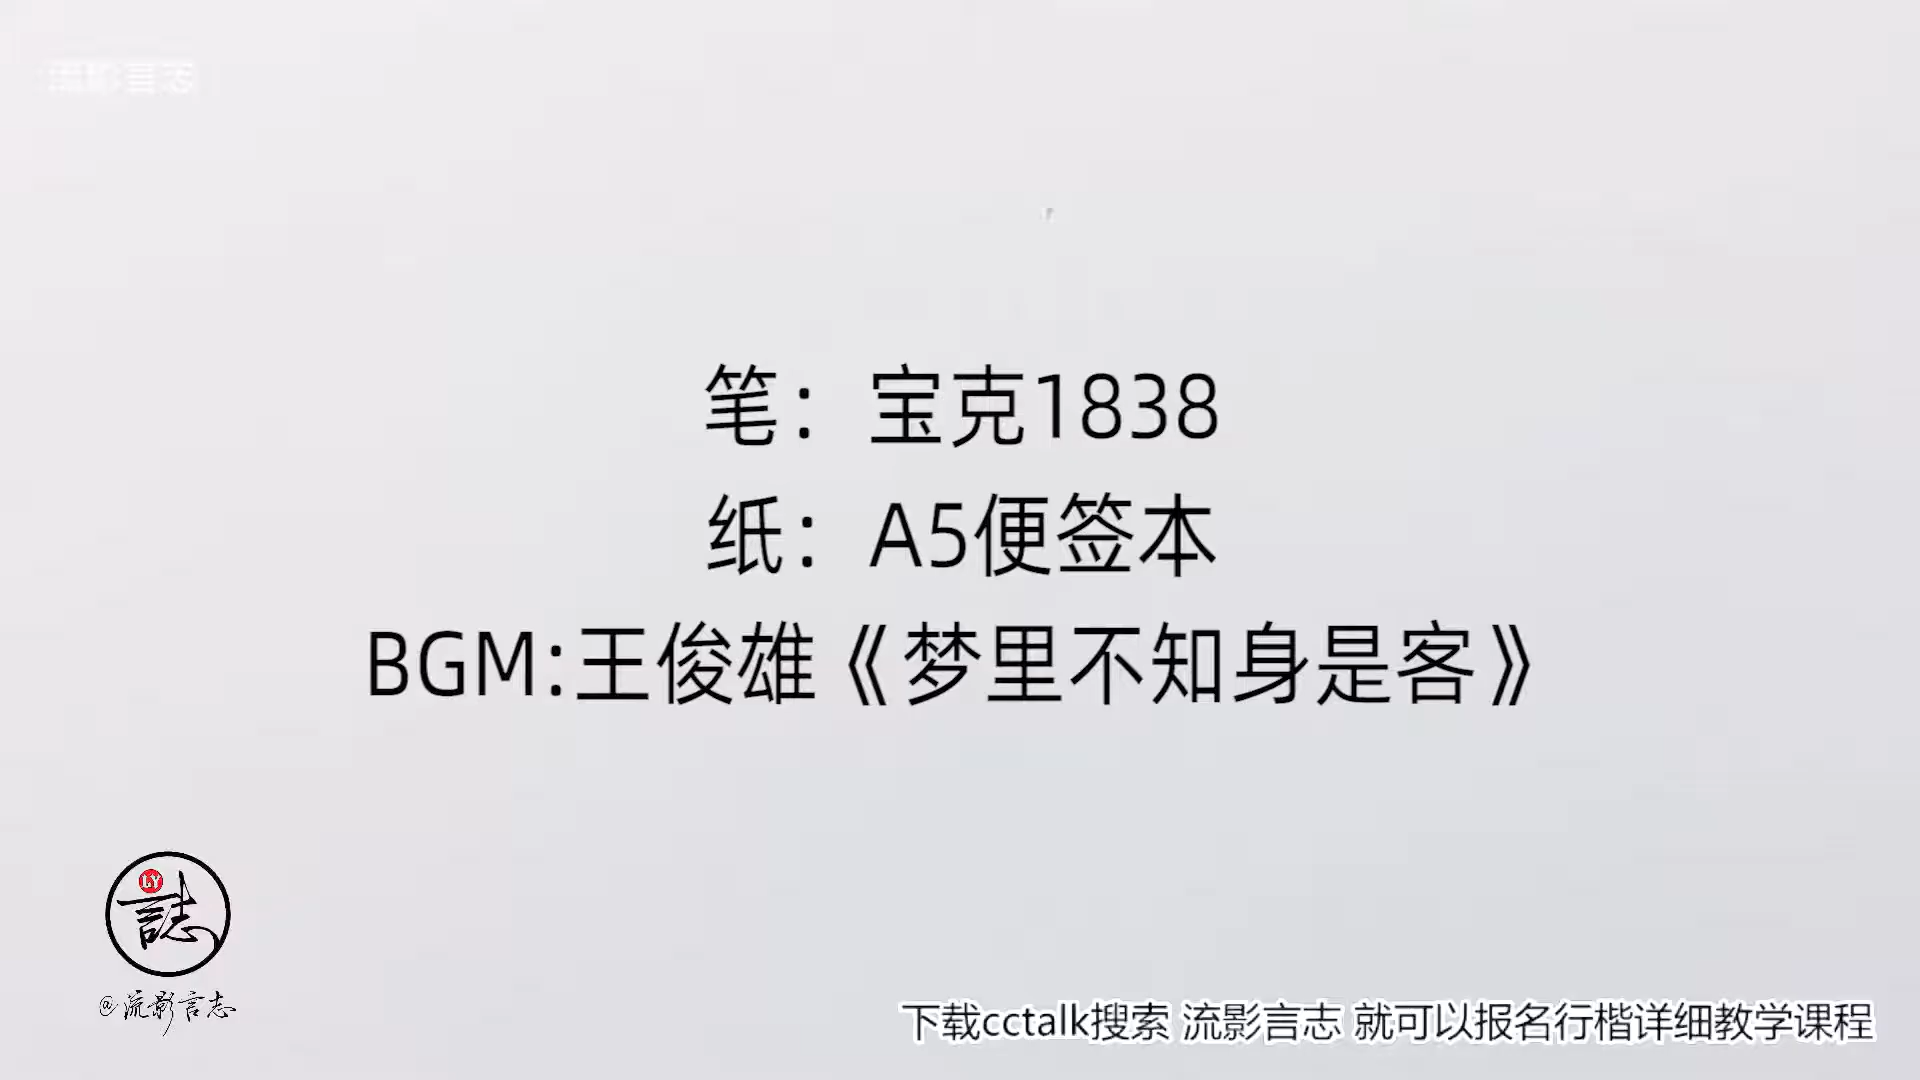 流影言志
笔：宝克1838
纸：A5便签本
BGM:王俊雄《梦里不知身是客》
LY
誌
@流影言志
下载cctalk搜索 流影言志 就可以报名行楷详细教学课程